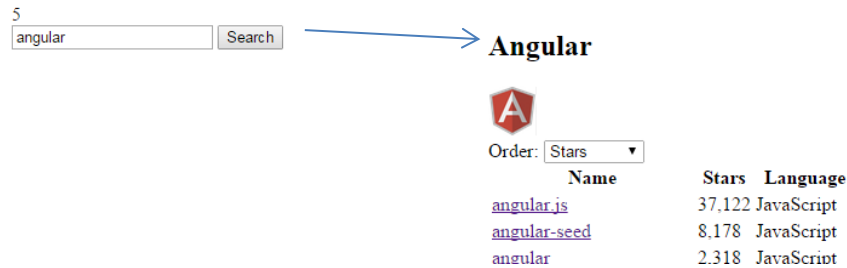 5
angular Search
Angular
Order: Stars
Name Stars Language
angular.js 37,122 JavaScript
angular-seed 8,178 JavaScript
angular 2,318 JavaScript